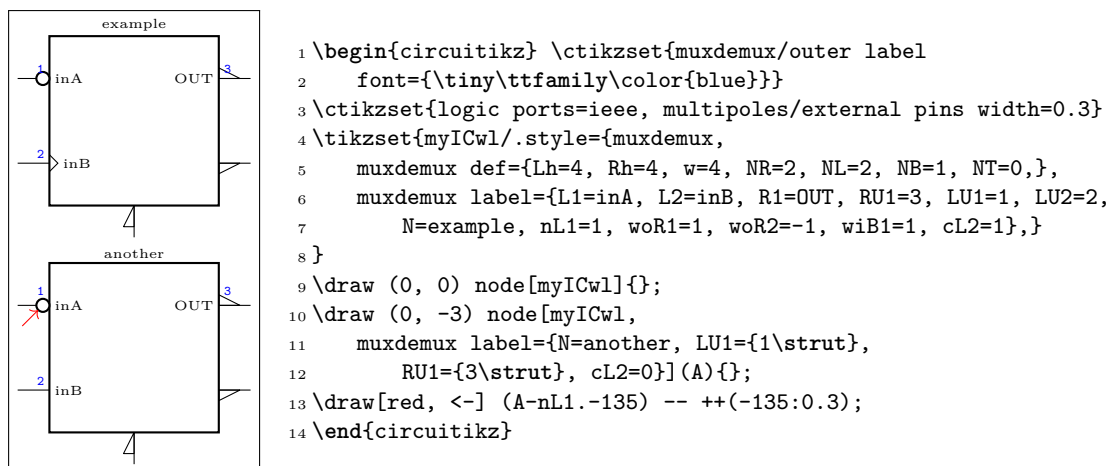 example
1
inA
OUT
3
2
inB
another
1
inA
OUT
3
2
inB
1 \begin{circuitikz} \ctikzset{muxdemux/outer label
2 font={\tiny\ttfamily\color{blue}}}
3 \ctikzset{logic ports=ieee, multipoles/external pins width=0.3}
4 \tikzset{myICwl/.style={muxdemux,
5 muxdemux def={Lh=4, Rh=4, w=4, NR=2, NL=2, NB=1, NT=0,},
6 muxdemux label={L1=inA, L2=inB, R1=OUT, RU1=3, LU1=1, LU2=2,
7 N=example, nL1=1, woR1=1, woR2=-1, wiB1=1, cL2=1},}
8 }
9 \draw (0, 0) node[myICwl]{};
10 \draw (0, -3) node[myICwl,
11 muxdemux label={N=another, LU1={1\strut},
12 RU1={3\strut}, cL2=0}](A){};
13 \draw[red, <-] (A-nL1.-135) -- ++(-135:0.3);
14 \end{circuitikz}